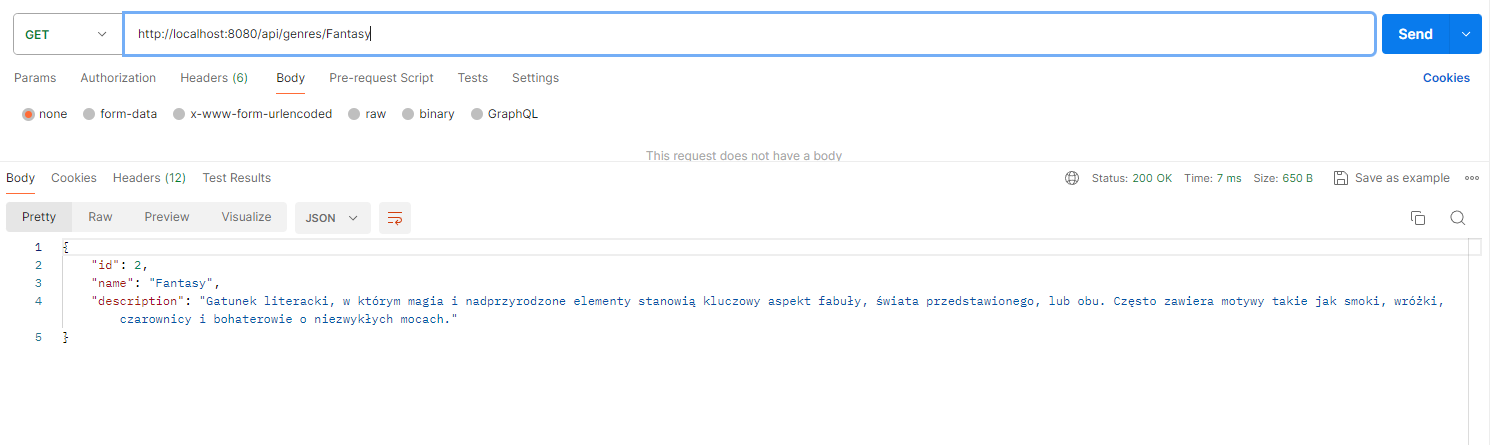 GET http://localhost:8080/api/genres/Fantasy Send
Params Authorization Headers (6) Body Pre-request Script Tests Settings Cookies
none form-data x-www-form-urlencoded raw binary GraphQL
This request does not have a body
Body Cookies Headers (12) Test Results Status: 200 OK Time: 7 ms Size: 650 B Save as example
Pretty Raw Preview Visualize JSON
1 {
2 "id": 2,
3 "name": "Fantasy",
4 "description": "Gatunek literacki, w którym magia i nadprzyrodzone elementy stanowią kluczowy aspekt fabuły, świata przedstawionego, lub obu. Często zawiera motywy takie jak smoki, wróżki,
czarownicy i bohaterowie o niezwykłych mocach."
5 }